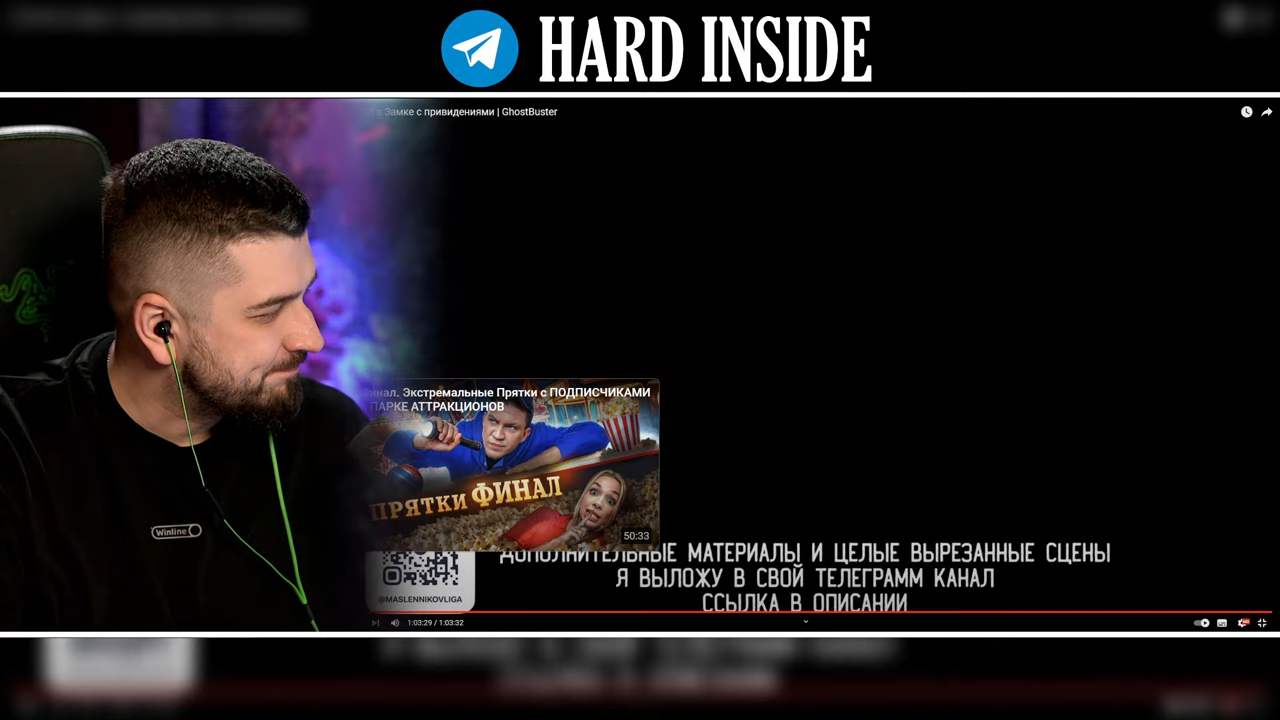 HARD INSIDE
в Замке с привидениями | GhostBuster
Финал. Экстремальные Прятки с ПОДПИСЧИКАМИ
ПАРКЕ АТТРАКЦИОНОВ
ПРЯТКИ ФИНАЛ
50:33
Winline
ДОПОЛНИТЕЛЬНЫЕ МАТЕРИАЛЫ И ЦЕЛЫЕ ВЫРЕЗАННЫЕ СЦЕНЫ
Я ВЫЛОЖУ В СВОЙ ТЕЛЕГРАММ КАНАЛ
ССЫЛКА В ОПИСАНИИ
@MASLENNIKOVLIGA
1:03:29 / 1:03:32